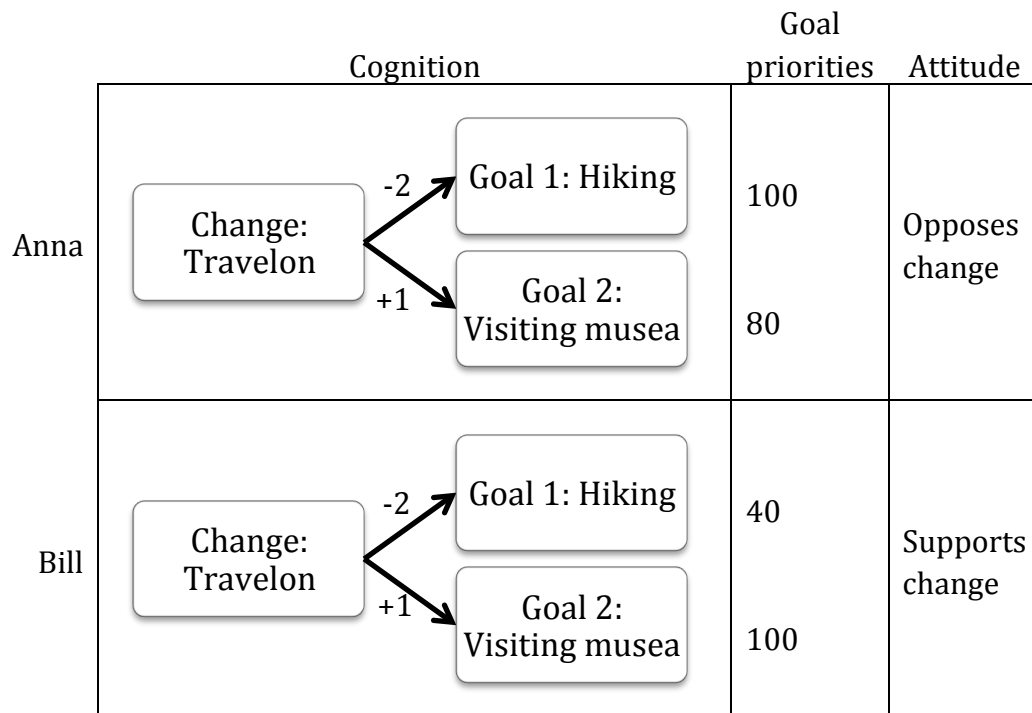 Cognition
Goal
priorities
Attitude
Anna
Change:
Travelon
-2
+1
Goal 1: Hiking
Goal 2:
Visiting musea
100
80
Opposes
change
Bill
Change:
Travelon
-2
+1
Goal 1: Hiking
Goal 2:
Visiting musea
40
100
Supports
change